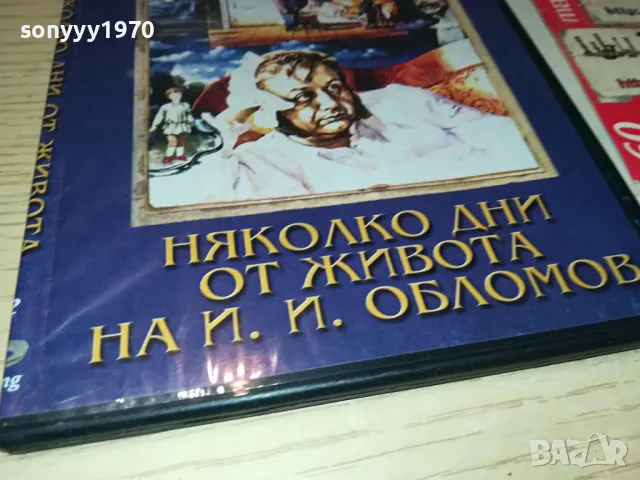 sonyyy1970
НЯКОЛКО ДНИ
ОТ ЖИВОТА
НА И. И. ОБЛОМОВ
ДНИ ОТ ЖИВОТА
BAZAR